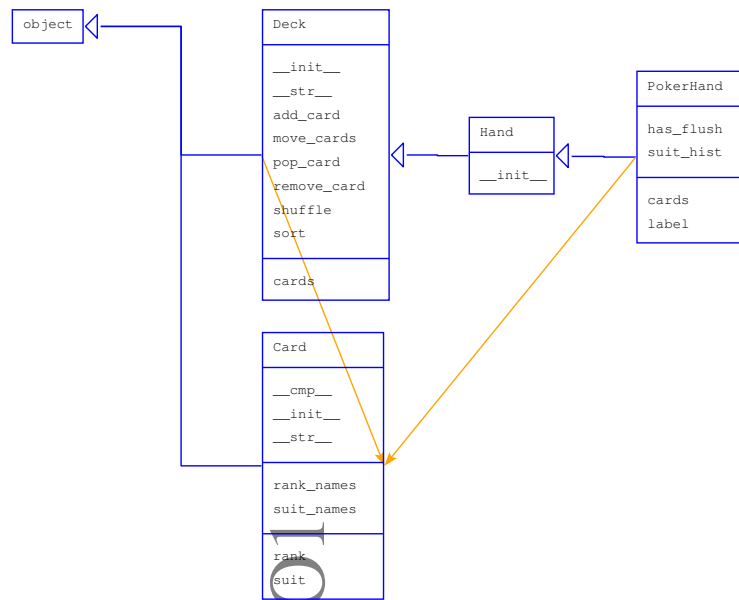 object
Deck
__init__
__str__
add_card
move_cards
pop_card
remove_card
shuffle
sort
cards
Hand
__init__
PokerHand
has_flush
suit_hist
cards
label
Card
__cmp__
__init__
__str__
rank_names
suit_names
rank
suit